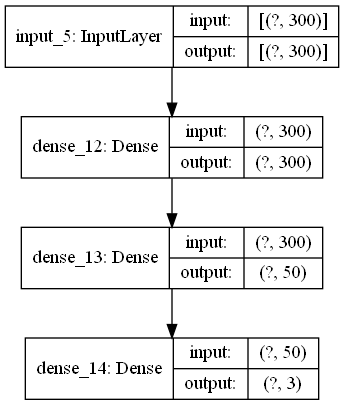 input_5: InputLayer
input: [(?, 300)]
output: [(?, 300)]
dense_12: Dense
input: (?, 300)
output: (?, 300)
dense_13: Dense
input: (?, 300)
output: (?, 50)
dense_14: Dense
input: (?, 50)
output: (?, 3)